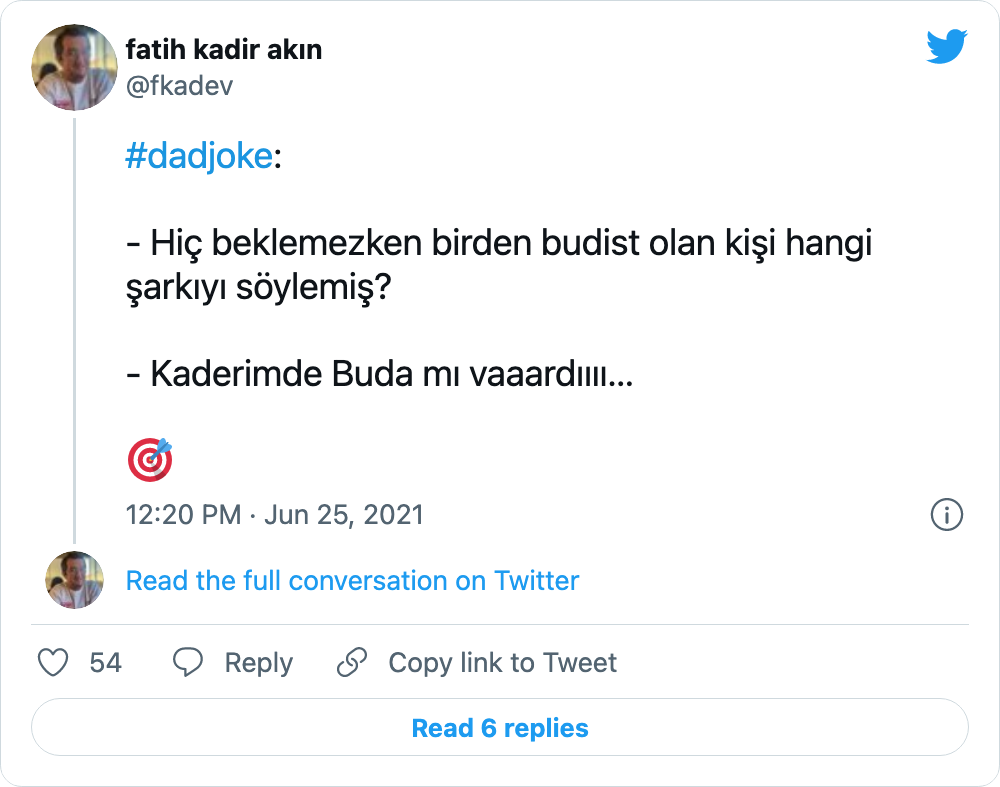 fatih kadir akın
@fkadev
#dadjoke:
- Hiç beklemezken birden budist olan kişi hangi
şarkıyı söylemiş?
- Kaderimde Buda mı vaaardıııı...
12:20 PM · Jun 25, 2021
Read the full conversation on Twitter
54 Reply Copy link to Tweet
Read 6 replies